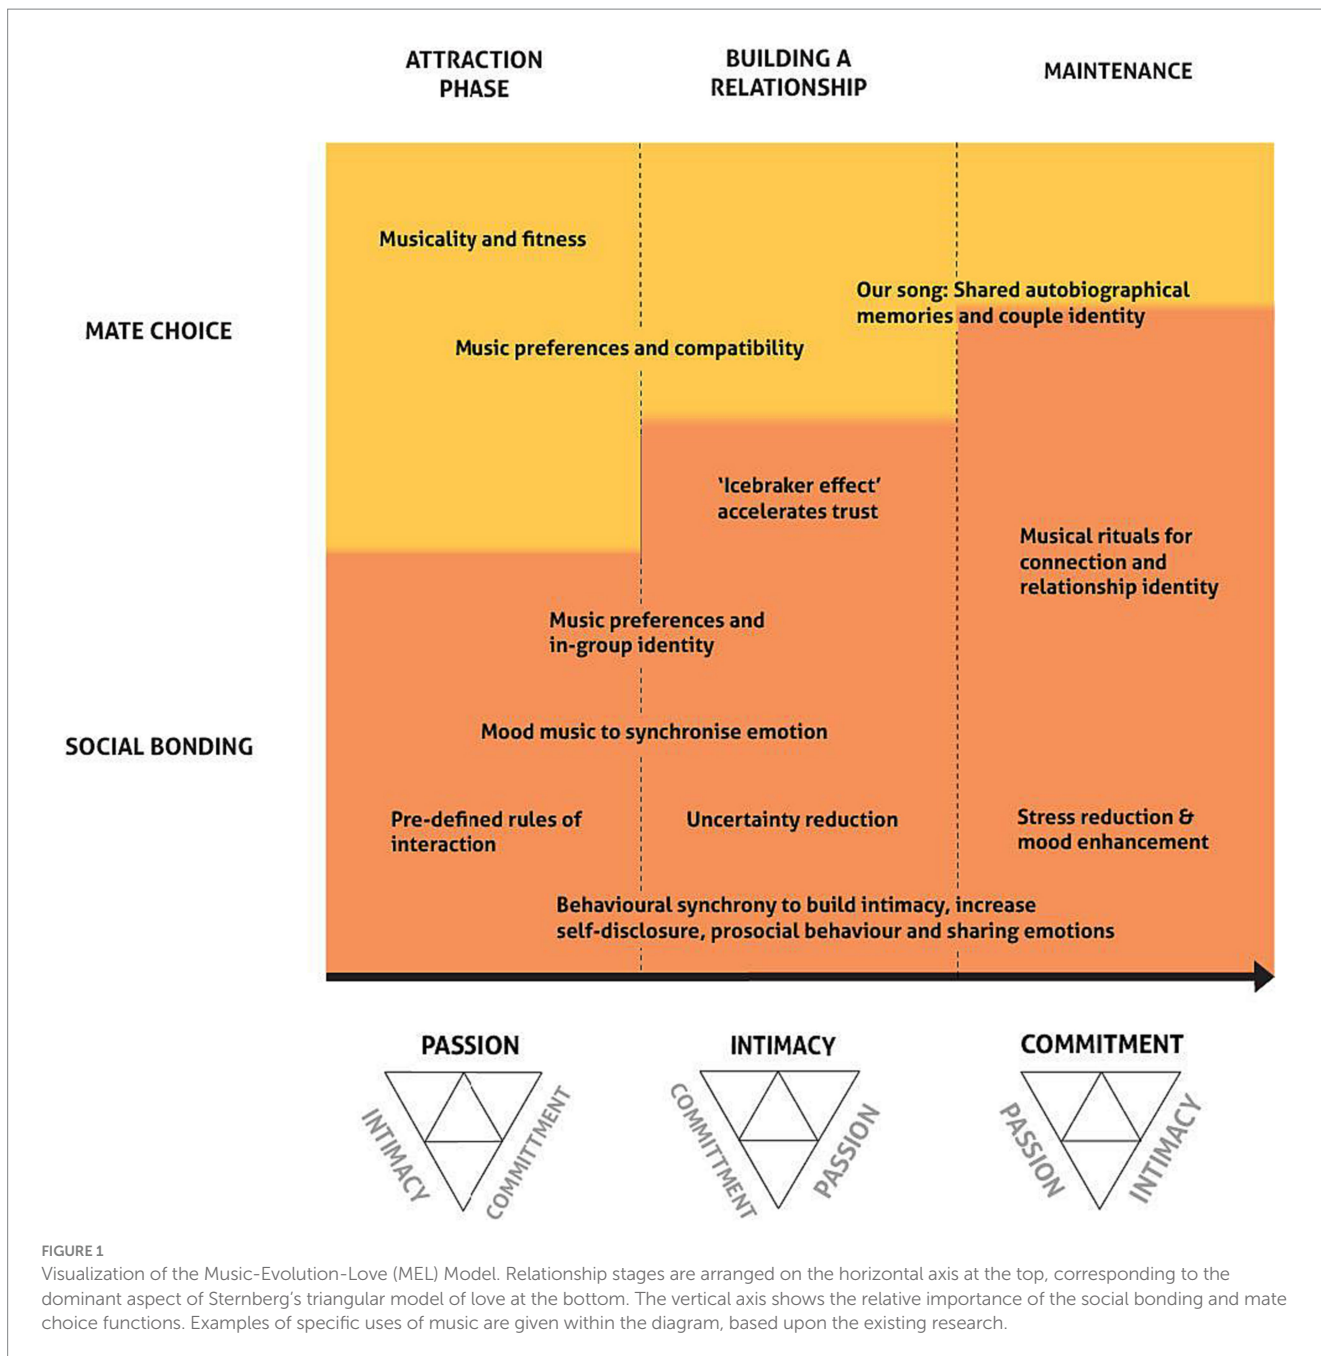 ATTRACTION
PHASE
BUILDING A
RELATIONSHIP
MAINTENANCE
MATE CHOICE
Musicality and fitness
Music preferences and compatibility
Our song: Shared autobiographical
memories and couple identity
'Icebraker effect'
accelerates trust
Musical rituals for
connection and
relationship identity
Music preferences and
in-group identity
SOCIAL BONDING
Mood music to synchronise emotion
Pre-defined rules of
interaction
Uncertainty reduction
Stress reduction &
mood enhancement
Behavioural synchrony to build intimacy, increase
self-disclosure, prosocial behaviour and sharing emotions
PASSION
INTIMACY
COMMITTMENT
INTIMACY
COMMITTMENT
PASSION
COMMITMENT
PASSION
INTIMACY
FIGURE 1
Visualization of the Music-Evolution-Love (MEL) Model. Relationship stages are arranged on the horizontal axis at the top, corresponding to the
dominant aspect of Sternberg's triangular model of love at the bottom. The vertical axis shows the relative importance of the social bonding and mate
choice functions. Examples of specific uses of music are given within the diagram, based upon the existing research.